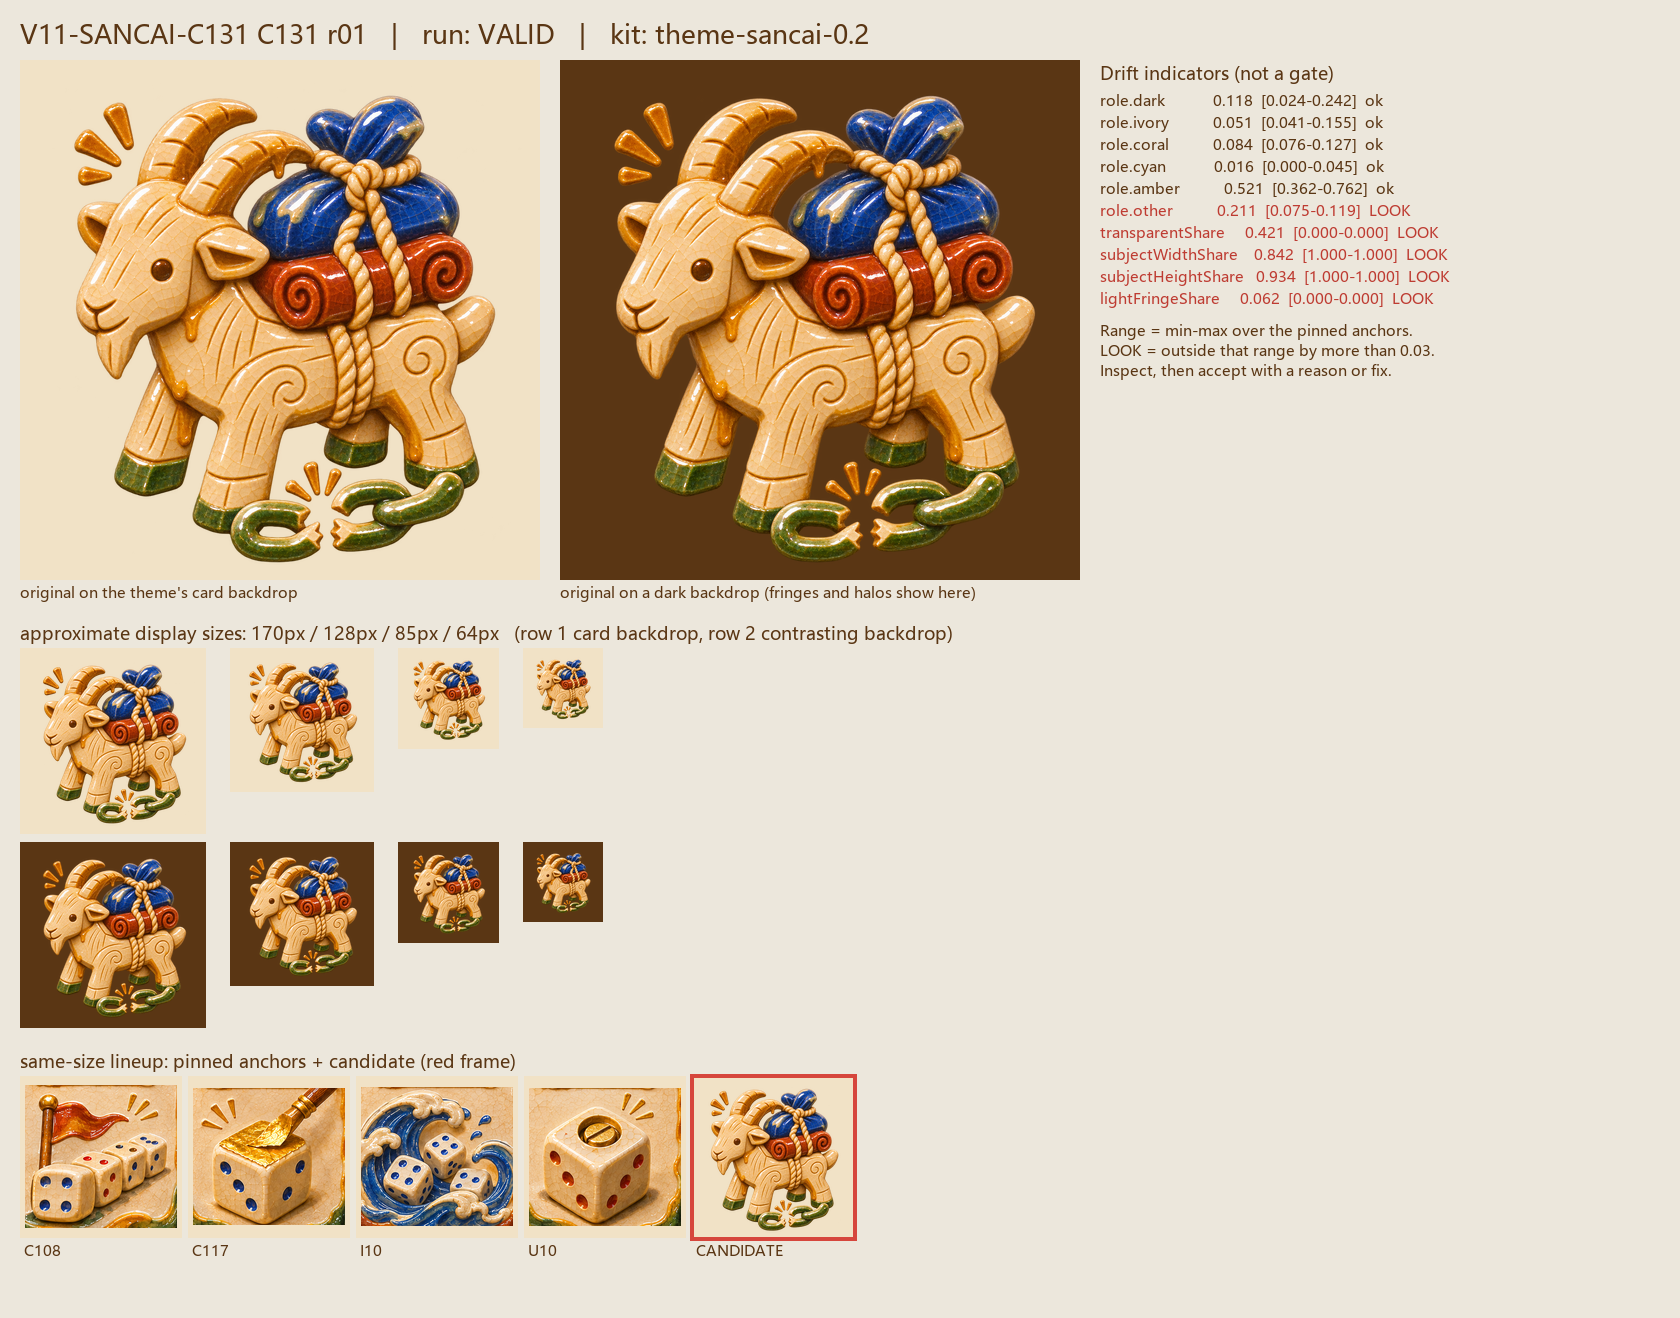 V11-SANCAI-C131 C131 r01 | run: VALID | kit: theme-sancai-0.2
Drift indicators (not a gate)
role.dark 0.118 [0.024-0.242] ok
role.ivory 0.051 [0.041-0.155] ok
role.coral 0.084 [0.076-0.127] ok
role.cyan 0.016 [0.000-0.045] ok
role.amber 0.521 [0.362-0.762] ok
role.other 0.211 [0.075-0.119] LOOK
transparentShare 0.421 [0.000-0.000] LOOK
subjectWidthShare 0.842 [1.000-1.000] LOOK
subjectHeightShare 0.934 [1.000-1.000] LOOK
lightFringeShare 0.062 [0.000-0.000] LOOK
Range = min-max over the pinned anchors.
LOOK = outside that range by more than 0.03.
Inspect, then accept with a reason or fix.
original on the theme's card backdrop
original on a dark backdrop (fringes and halos show here)
approximate display sizes: 170px / 128px / 85px / 64px (row 1 card backdrop, row 2 contrasting backdrop)
same-size lineup: pinned anchors + candidate (red frame)
C108
C117
I10
U10
CANDIDATE